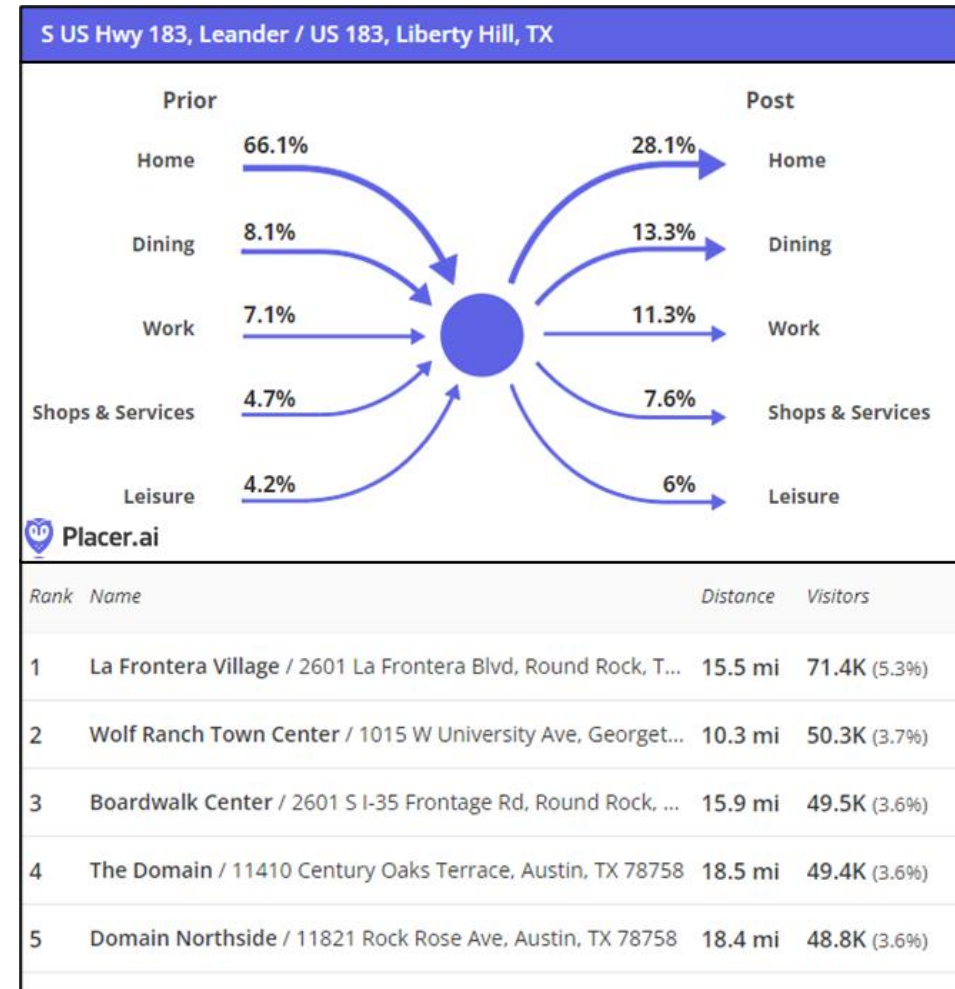 S US Hwy 183, Leander / US 183, Liberty Hill, TX
Prior Post
Home 66.1% 28.1% Home
Dining 8.1% 13.3% Dining
Work 7.1% 11.3% Work
Shops & Services 4.7% 7.6% Shops & Services
Leisure 4.2% 6% Leisure
Placer.ai
Rank Name Distance Visitors
1 La Frontera Village / 2601 La Frontera Blvd, Round Rock, T... 15.5 mi 71.4K (5.3%)
2 Wolf Ranch Town Center / 1015 W University Ave, Georget... 10.3 mi 50.3K (3.7%)
3 Boardwalk Center / 2601 S I-35 Frontage Rd, Round Rock, ... 15.9 mi 49.5K (3.6%)
4 The Domain / 11410 Century Oaks Terrace, Austin, TX 78758 18.5 mi 49.4K (3.6%)
5 Domain Northside / 11821 Rock Rose Ave, Austin, TX 78758 18.4 mi 48.8K (3.6%)